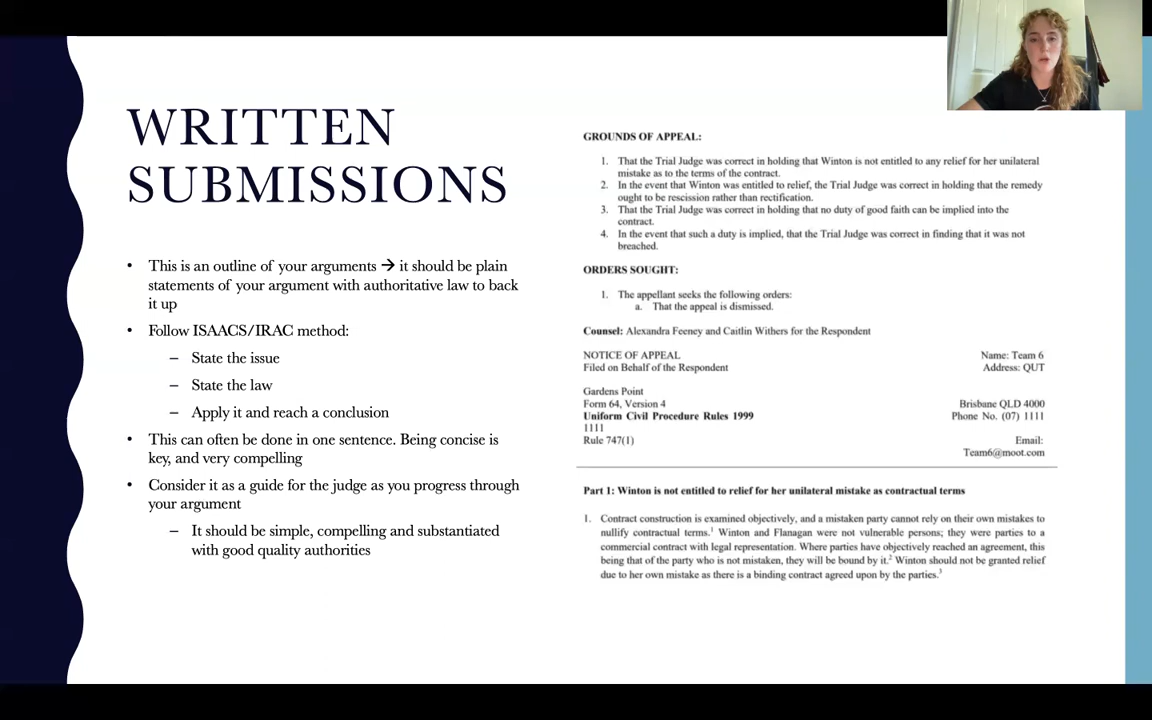 WRITTEN
SUBMISSIONS
• This is an outline of your arguments → it should be plain
statements of your argument with authoritative law to back
it up
• Follow ISAACS/IRAC method:
– State the issue
– State the law
– Apply it and reach a conclusion
• This can often be done in one sentence. Being concise is
key, and very compelling
• Consider it as a guide for the judge as you progress through
your argument
– It should be simple, compelling and substantiated
with good quality authorities
GROUNDS OF APPEAL:
1. That the Trial Judge was correct in holding that Winton is not entitled to any relief for her unilateral
mistake as to the terms of the contract.
2. In the event that Winton was entitled to relief, the Trial Judge was correct in holding that the remedy
ought to be rescission rather than rectification.
3. That the Trial Judge was correct in holding that no duty of good faith can be implied into the
contract.
4. In the event that such a duty is implied, that the Trial Judge was correct in finding that it was not
breached.
ORDERS SOUGHT:
1. The appellant seeks the following orders:
a. That the appeal is dismissed.
Counsel: Alexandra Feeney and Caitlin Withers for the Respondent
NOTICE OF APPEAL Name: Team 6
Filed on Behalf of the Respondent Address: QUT
Gardens Point
Form 64, Version 4 Brisbane QLD 4000
Uniform Civil Procedure Rules 1999 Phone No. (07) 1111
1111
Rule 747(1) Email:
Team6@moot.com
Part 1: Winton is not entitled to relief for her unilateral mistake as contractual terms
1. Contract construction is examined objectively, and a mistaken party cannot rely on their own mistakes to
nullify contractual terms.¹ Winton and Flanagan were not vulnerable persons; they were parties to a
commercial contract with legal representation. Where parties have objectively reached an agreement, this
being that of the party who is not mistaken, they will be bound by it.² Winton should not be granted relief
due to her own mistake as there is a binding contract agreed upon by the parties.³